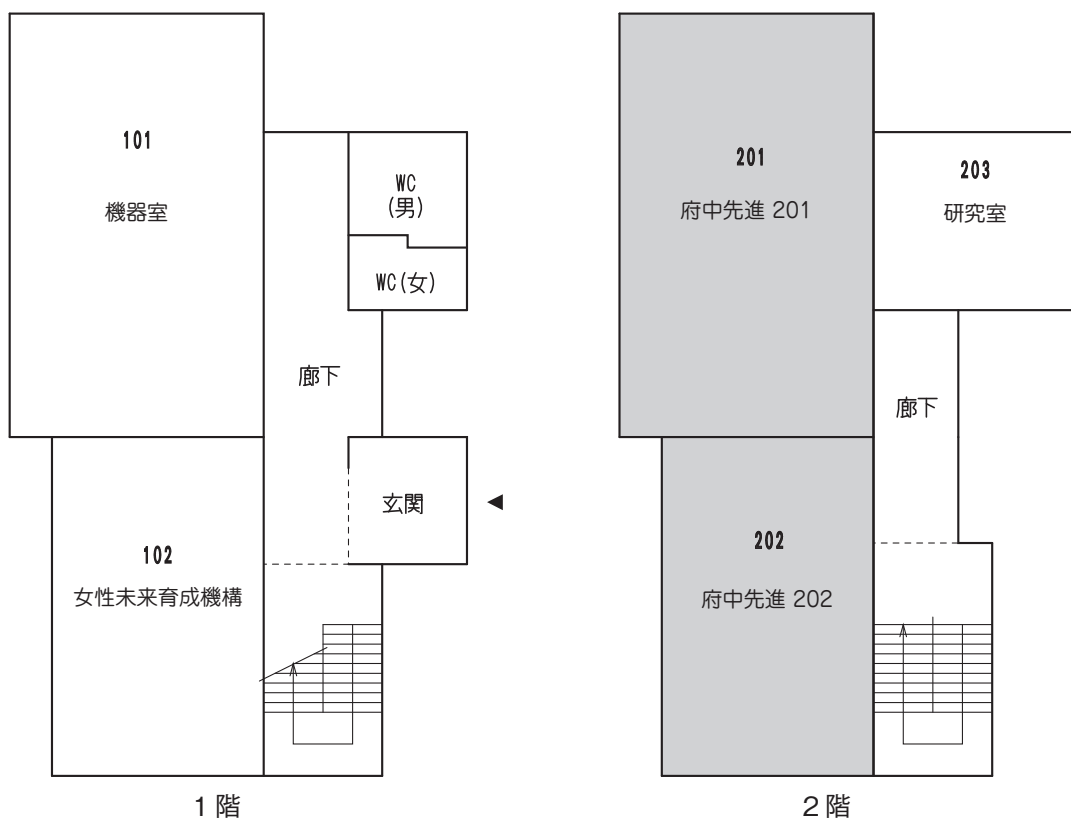 101
機器室
WC
(男)
WC(女)
廊下
玄関
102
女性未来育成機構
1階
201
府中先進 201
203
研究室
廊下
202
府中先進 202
2階